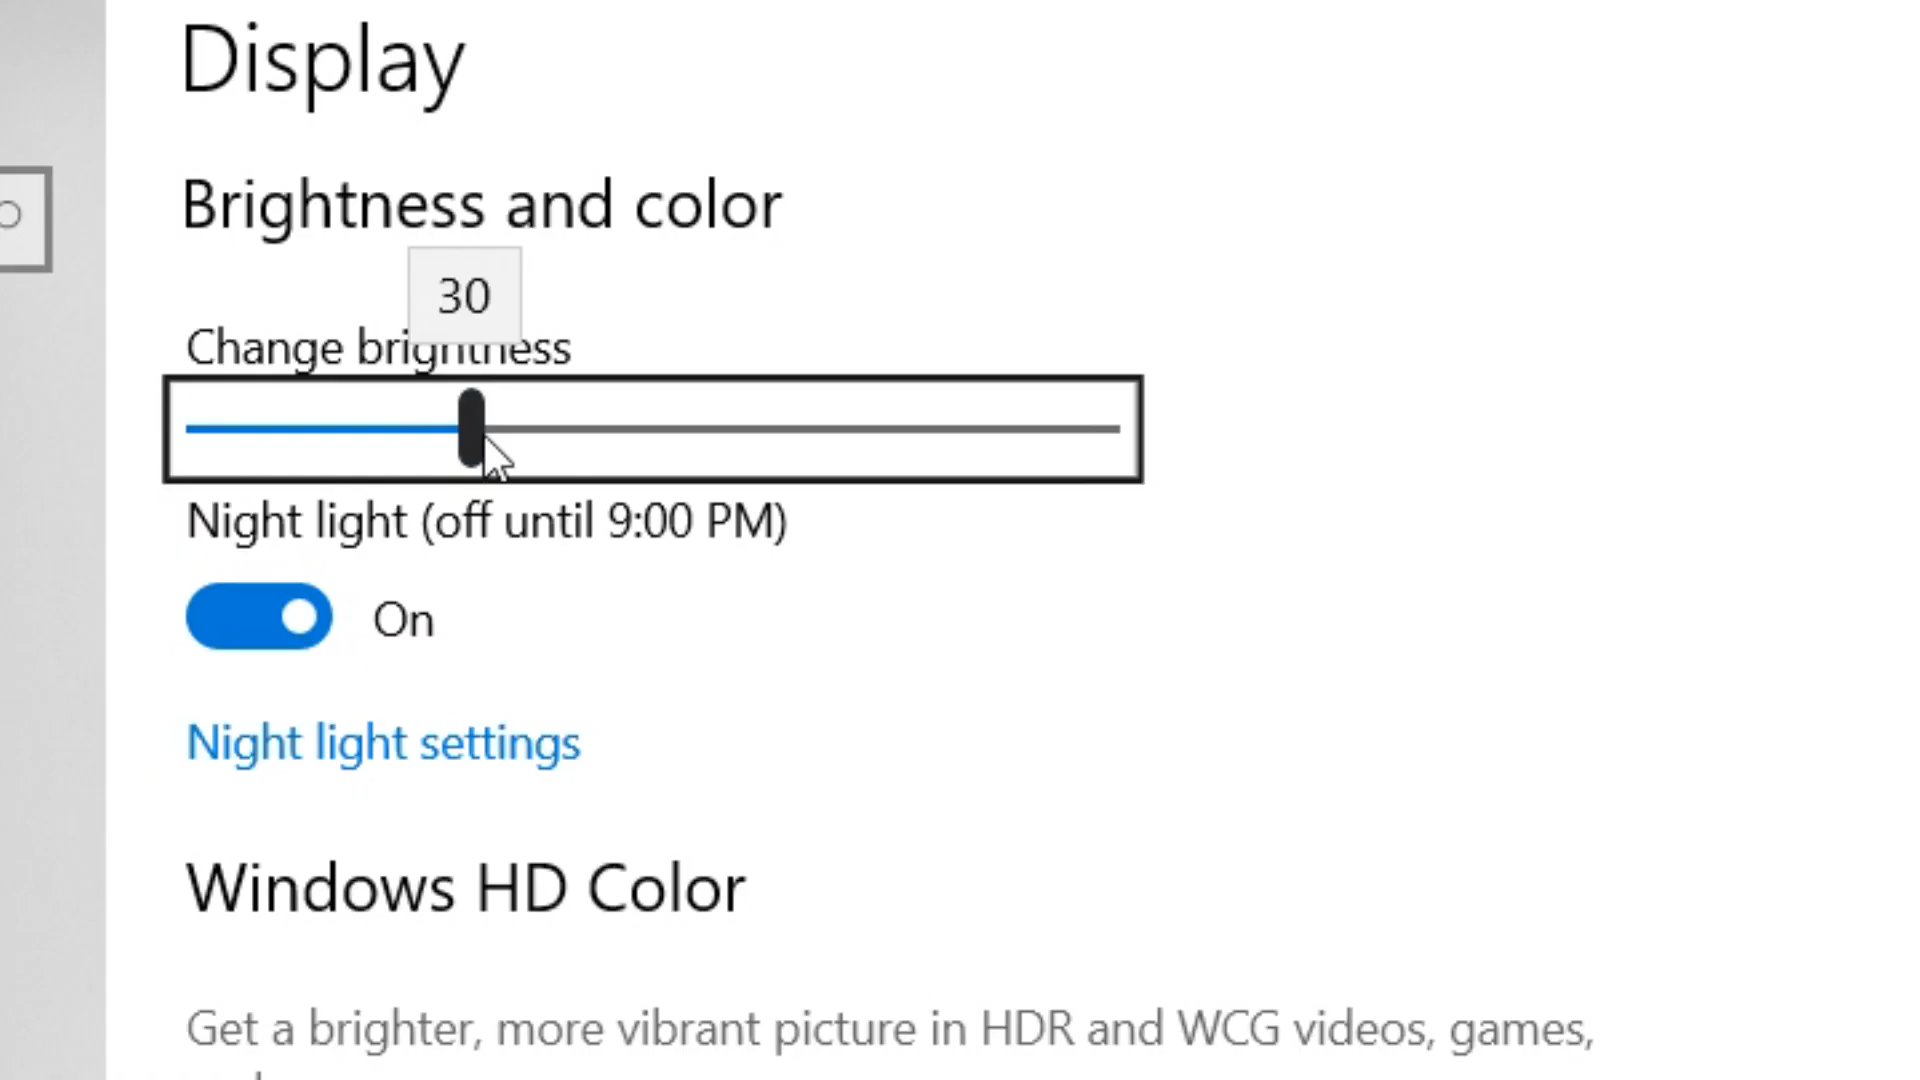 Display
Brightness and color
30
Change brightness
Night light (off until 9:00 PM)
On
Night light settings
Windows HD Color
Get a brighter, more vibrant picture in HDR and WCG videos, games,